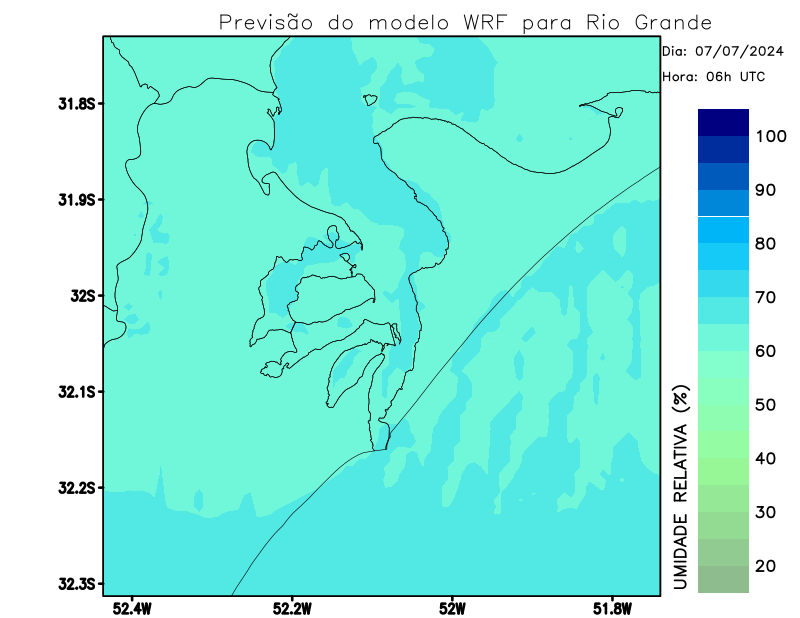 Previsão do modelo WRF para Rio Grande
Dia: 07/07/2024
Hora: 06h UTC
31.8S
31.9S
32S
32.1S
32.2S
32.3S
52.4W
52.2W
52W
51.8W
100
90
80
70
60
50
40
30
20
UMIDADE RELATIVA (%)